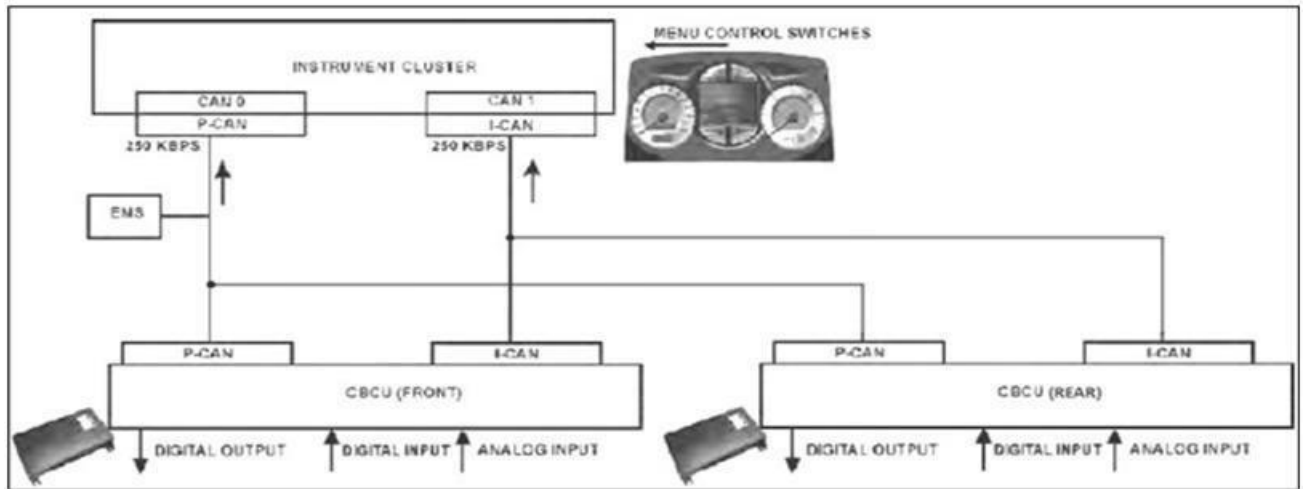 MENU CONTROL SWITCHES
INSTRUMENT CLUSTER
CAN 0
CAN 1
P-CAN
I-CAN
250 KBPS
250 KBPS
EMS
P-CAN
I-CAN
P-CAN
I-CAN
CBCU (FRONT)
CBCU (REAR)
DIGITAL OUTPUT
DIGITAL INPUT
ANALOG INPUT
DIGITAL OUTPUT
DIGITAL INPUT
ANALOG INPUT